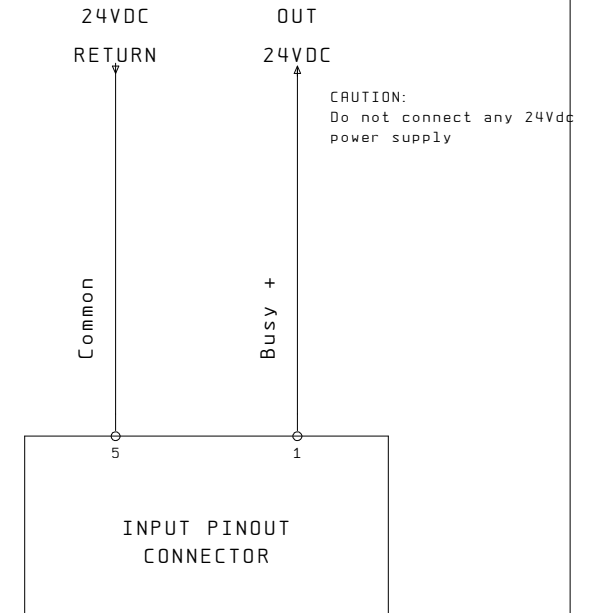 24VDC
RETURN
OUT
24VDC
CAUTION:
Do not connect any 24Vdc
power supply
Common
Busy +
5
1
INPUT PINOUT
CONNECTOR